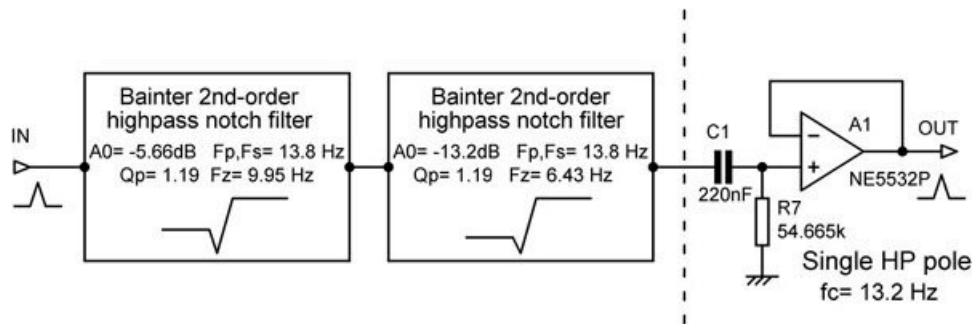 IN
Bainter 2nd-order
highpass notch filter
A0= -5.66dB Fp,Fs= 13.8 Hz
Qp= 1.19 Fz= 9.95 Hz
Bainter 2nd-order
highpass notch filter
A0= -13.2dB Fp,Fs= 13.8 Hz
Qp= 1.19 Fz= 6.43 Hz
C1
220nF
R7
54.665k
−
+
A1
NE5532P
OUT
Single HP pole
fc= 13.2 Hz